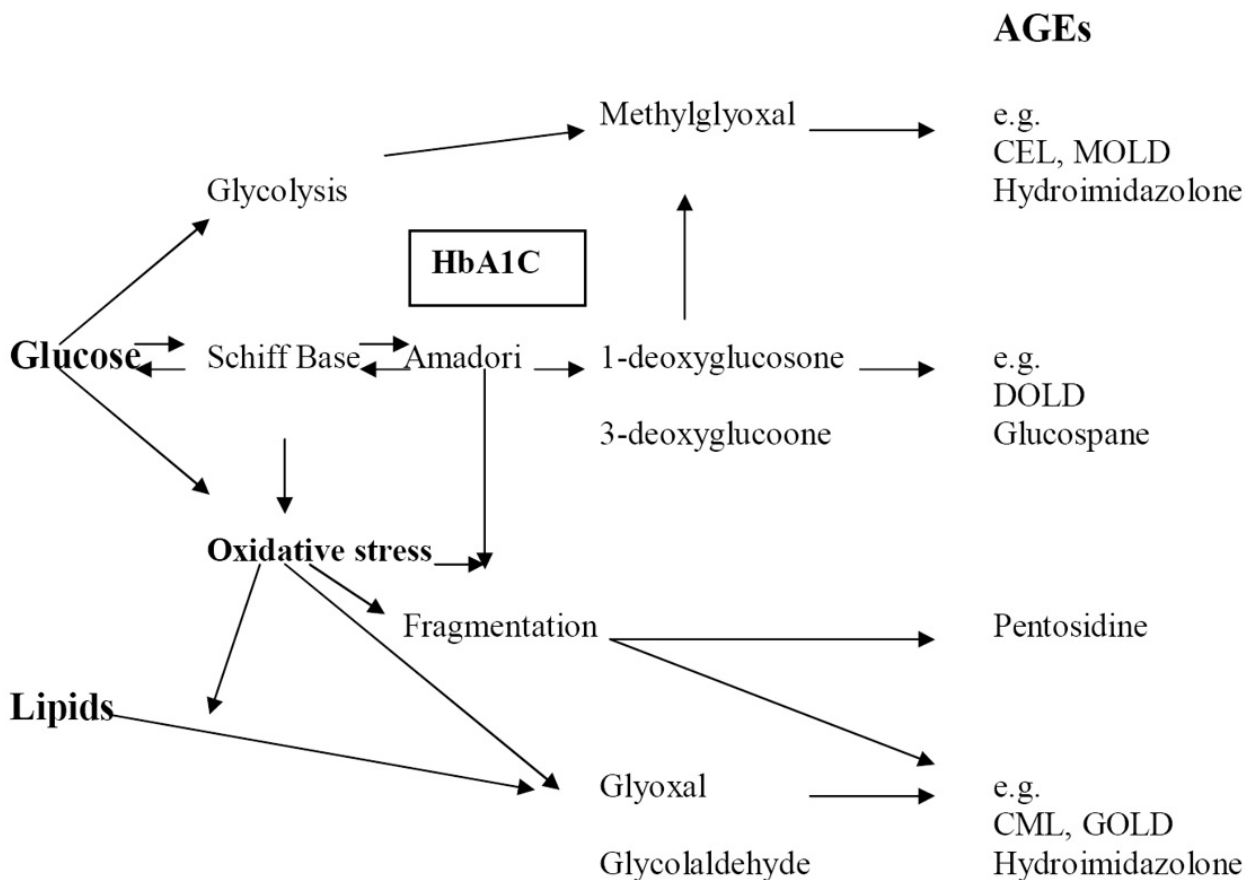 AGEs
Methylglyoxal
e.g.
CEL, MOLD
Glycolysis
Hydroimidazolone
HbA1C
Glucose
Schiff Base
Amadori
1-deoxyglucosone
e.g.
DOLD
3-deoxyglucoone
Glucospane
Oxidative stress
Fragmentation
Pentosidine
Lipids
Glyoxal
e.g.
CML, GOLD
Glycolaldehyde
Hydroimidazolone